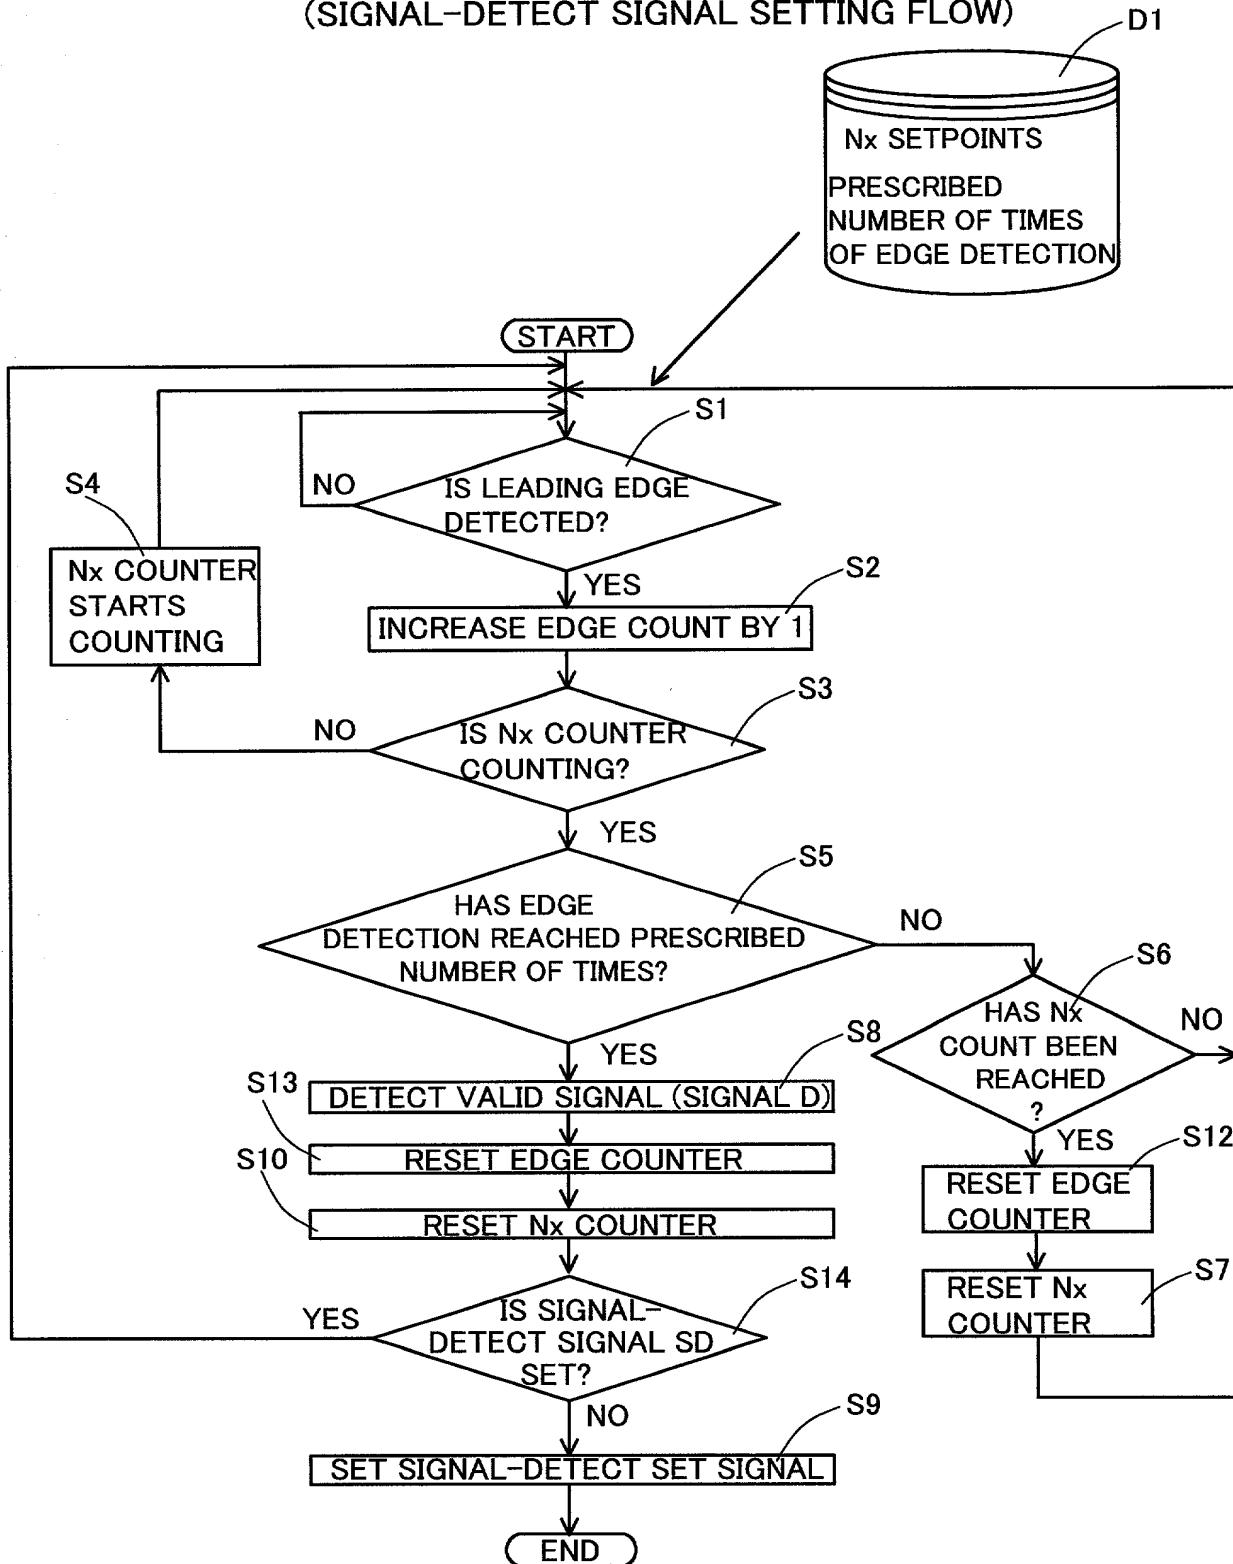 (SIGNAL-DETECT SIGNAL SETTING FLOW)
D1
Nx SETPOINTS
PRESCRIBED
NUMBER OF TIMES
OF EDGE DETECTION
START
S1
NO
IS LEADING EDGE
DETECTED?
S4
Nx COUNTER
STARTS
COUNTING
YES
S2
INCREASE EDGE COUNT BY 1
S3
NO
IS Nx COUNTER
COUNTING?
YES
S5
HAS EDGE
DETECTION REACHED PRESCRIBED
NUMBER OF TIMES?
NO
S6
HAS Nx
COUNT BEEN
REACHED
?
NO
YES
S8
S13
DETECT VALID SIGNAL (SIGNAL D)
YES
S12
S10
RESET EDGE COUNTER
RESET EDGE
COUNTER
RESET Nx COUNTER
S7
RESET Nx
COUNTER
S14
YES
IS SIGNAL-
DETECT SIGNAL SD
SET?
NO
S9
SET SIGNAL-DETECT SET SIGNAL
END